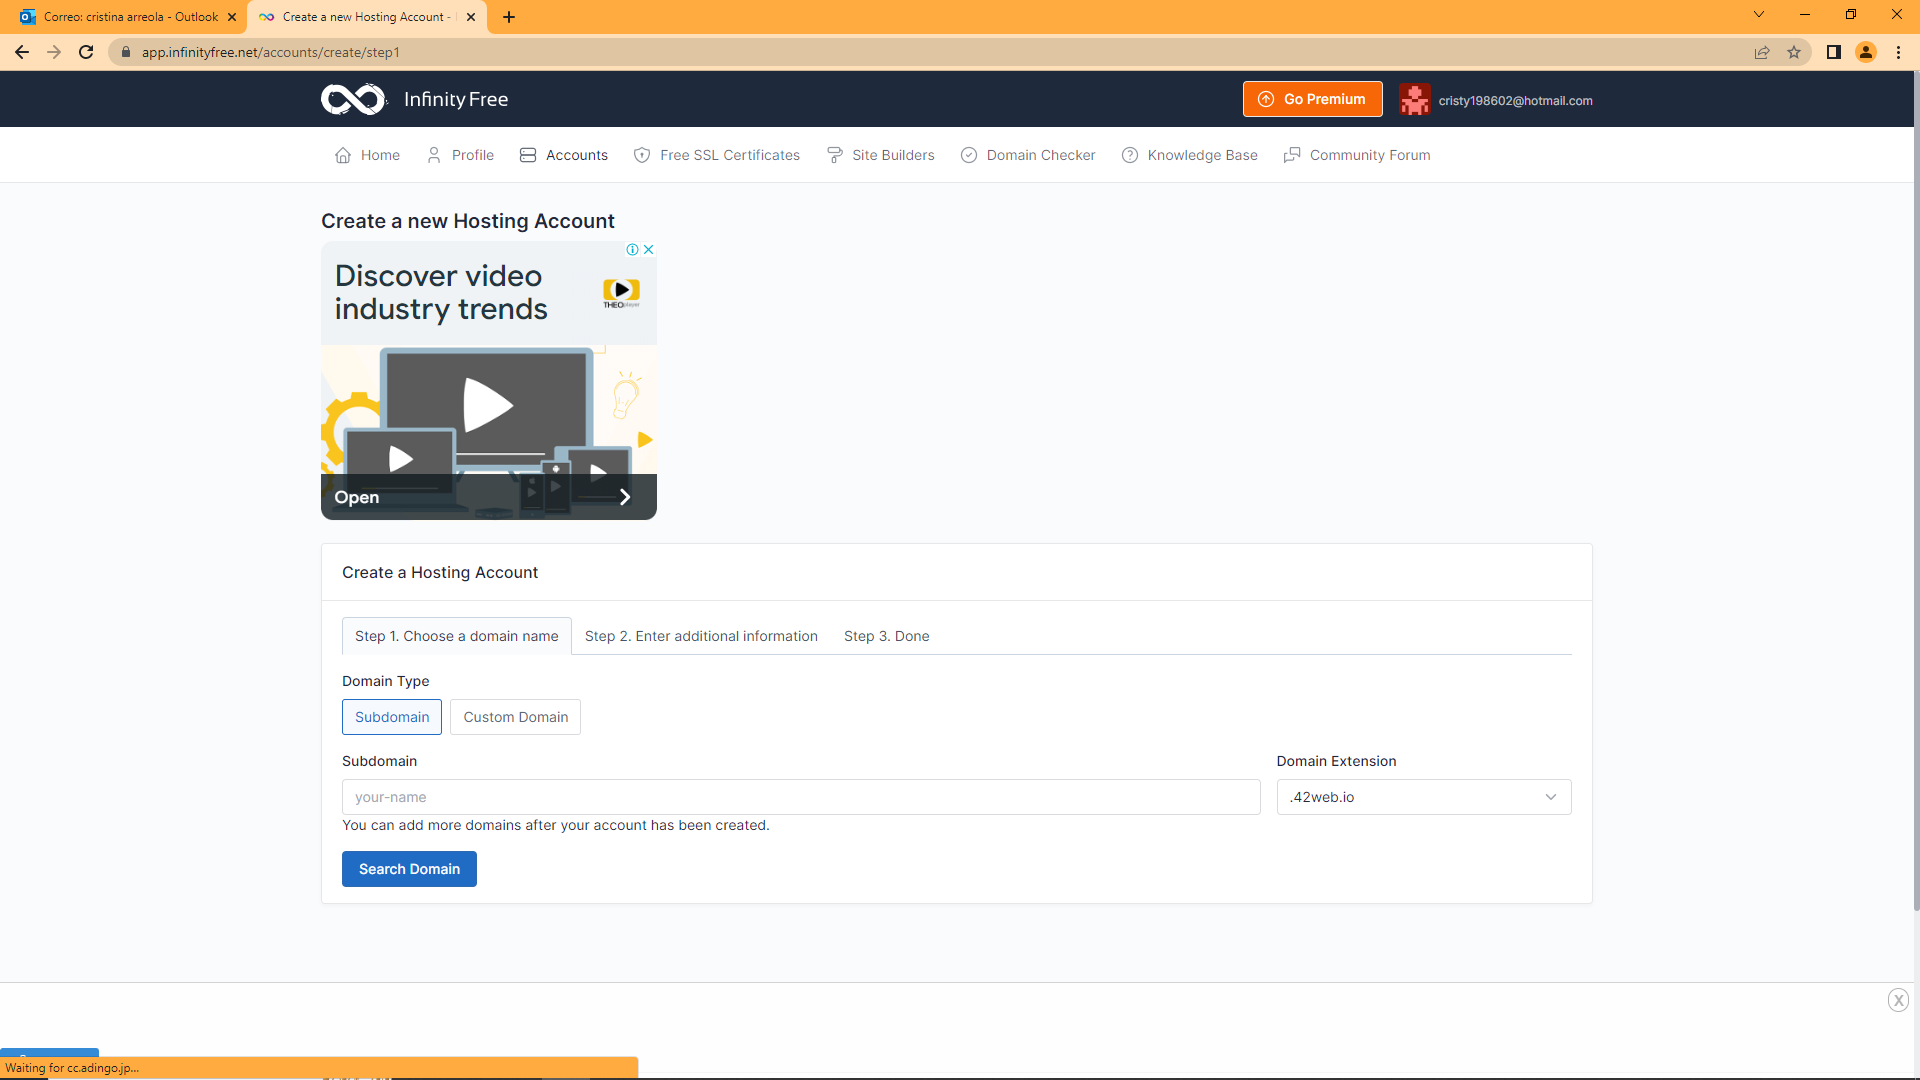 Correo: cristina arreola - Outlook
Create a new Hosting Account -
app.infinityfree.net/accounts/create/step1
Infinity Free
Go Premium
cristy198602@hotmail.com
Home
Profile
Accounts
Free SSL Certificates
Site Builders
Domain Checker
Knowledge Base
Community Forum
Create a new Hosting Account
Discover video
industry trends
THEOplayer
Open
Create a Hosting Account
Step 1. Choose a domain name
Step 2. Enter additional information
Step 3. Done
Domain Type
Subdomain
Custom Domain
Subdomain
Domain Extension
your-name
.42web.io
You can add more domains after your account has been created.
Search Domain
X
Waiting for cc.adingo.jp...